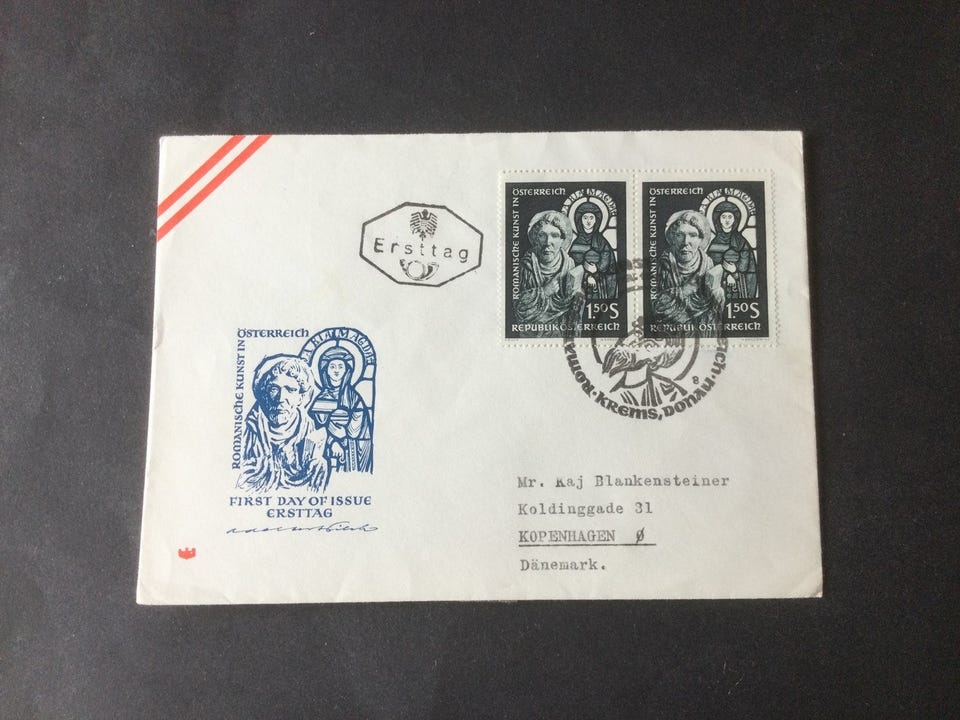 Ersttag
ROMANISCHE KUNST IN
ÖSTERREICH
1.50 S
REPUBLIK ÖSTERREICH
ROMANISCHE KUNST IN
ÖSTERREICH
1.50 S
REPUBLIK ÖSTERREICH
KREMS, DONAU
8
ROMANISCHE KUNST IN
ÖSTERREICH
FIRST DAY OF ISSUE
ERSTTAG
Mr. Kaj Blankensteiner
Koldinggade 31
KOPENHAGEN Ø
Dänemark.